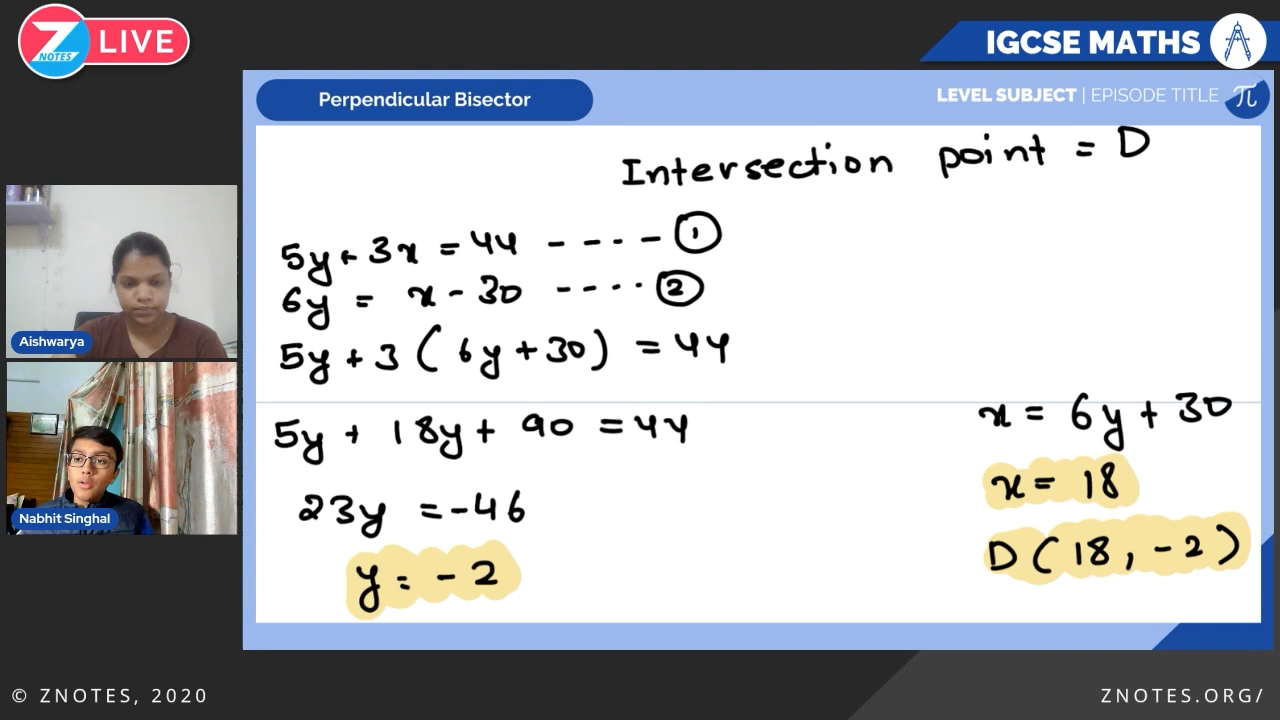 Z NOTES LIVE
IGCSE MATHS
Perpendicular Bisector
LEVEL SUBJECT | EPISODE TITLE π
Intersection point = D
5y + 3x = 44 - - - - ①
6y = x - 30 - - - - ②
5y + 3 ( 6y + 30 ) = 44
5y + 18y + 90 = 44
23y = -46
y = -2
x = 6y + 30
x = 18
D ( 18 , -2 )
Aishwarya
Nabhit Singhal
© ZNOTES, 2020
ZNOTES.ORG/